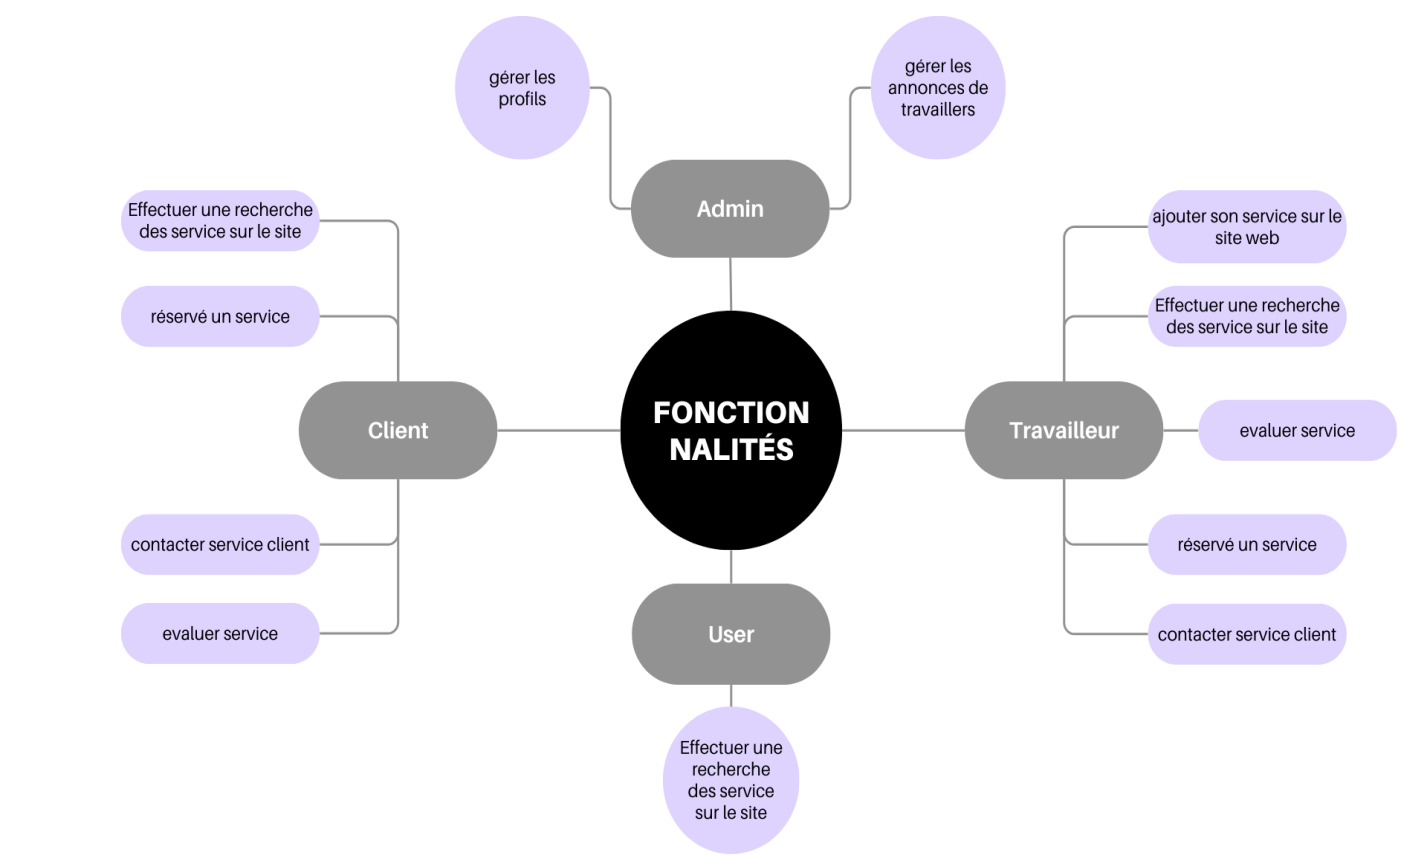 gérer les
profils
gérer les
annonces de
travaillers
Admin
Effectuer une recherche
des service sur le site
réservé un service
Client
contacter service client
evaluer service
FONCTION
NALITÉS
ajouter son service sur le
site web
Effectuer une recherche
des service sur le site
Travailleur
evaluer service
réservé un service
contacter service client
User
Effectuer une
recherche
des service
sur le site